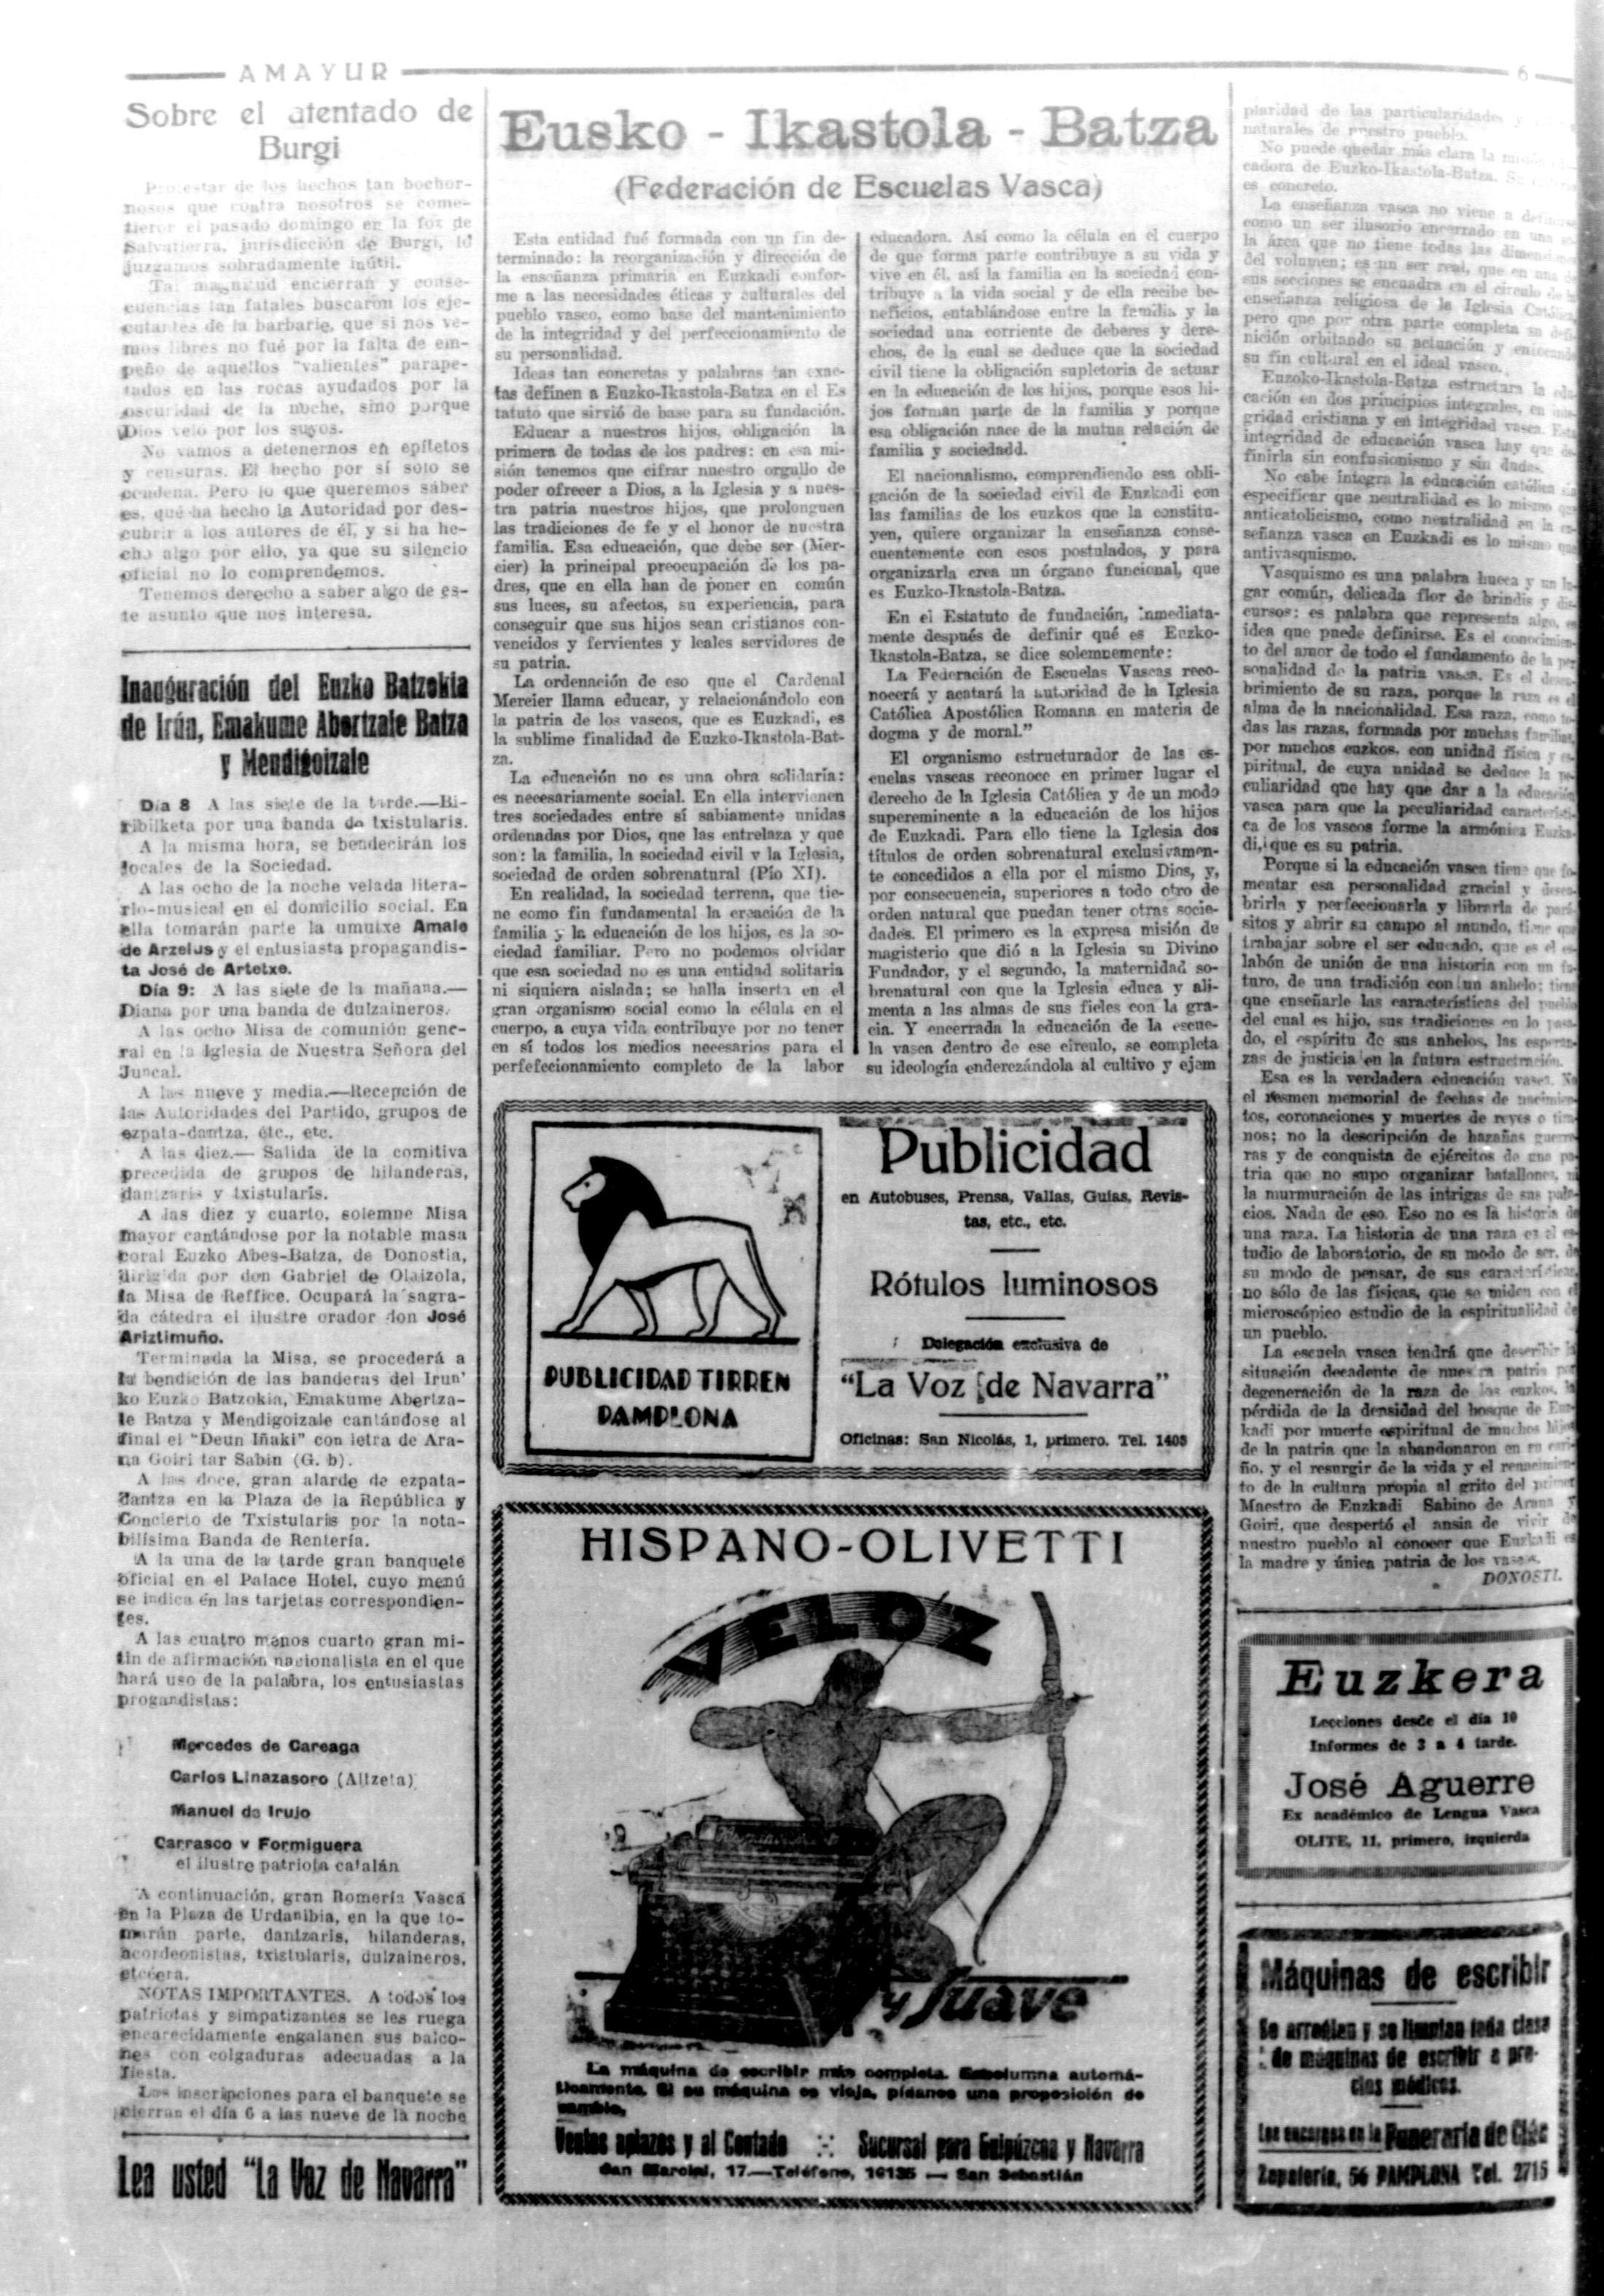 AMAYUR
6
Sobre el atentado de
Burgi
Protestar de los hechos tan bochor-
nosos que contra nosotros se come-
tieron el pasado domingo en la foz de
Salvatierra, jurisdicción de Burgi, lo
juzgamos sobradamente inútil.
Tal magnitud encierran y conse-
cuencias tan fatales buscaron los eje-
cutantes de la barbarie, que si nos ve-
mos libres no fué por la falta de em-
peño de aquellos "valientes" parape-
tados en las rocas ayudados por la
oscuridad de la noche, sino porque
Dios veló por los suyos.
No vamos a detenernos en epítetos
y censuras. El hecho por sí solo se
condena. Pero lo que queremos saber
es, qué ha hecho la Autoridad por des-
cubrir a los autores de él, y si ha he-
cho algo por ello, ya que su silencio
oficial no lo comprendemos.
Tenemos derecho a saber algo de es-
te asunto que nos interesa.
Inauguración del Euzko Batzokia
de Irún, Emakume Abertzale Batza
y Mendigoizale
Día 8 A las siete de la tarde.—Bi-
ribilketa por una banda de txistularis.
A la misma hora, se bendecirán los
locales de la Sociedad.
A las ocho de la noche velada litera-
rio-musical en el domicilio social. En
ella tomarán parte la umutxe Amale
de Arzelus y el entusiasta propagandis-
ta José de Artetxe.
Día 9: A las siete de la mañana.—
Diana por una banda de dulzaineros.
A las ocho Misa de comunión gene-
ral en la Iglesia de Nuestra Señora del
Juncal.
A las nueve y media.—Recepción de
las Autoridades del Partido, grupos de
ezpata-dantza, etc., etc.
A las diez.— Salida de la comitiva
precedida de grupos de hilanderas,
dantzaris y txistularis.
A las diez y cuarto, solemne Misa
mayor cantándose por la notable masa
coral Euzko Abes-Batza, de Donostia,
dirigida por don Gabriel de Olaizola,
la Misa de Reffice. Ocupará la sagra-
da cátedra el ilustre orador don José
Ariztimuño.
Terminada la Misa, se procederá a
la bendición de las banderas del Irun'
ko Euzko Batzokia, Emakume Abertza-
le Batza y Mendigoizale cantándose al
final el "Deun Iñaki" con letra de Ara-
na Goiri tar Sabin (G. b).
A las doce, gran alarde de ezpata-
dantza en la Plaza de la República y
Concierto de Txistularis por la nota-
bilísima Banda de Rentería.
A la una de la tarde gran banquete
oficial en el Palace Hotel, cuyo menú
se indica en las tarjetas correspondien-
tes.
A las cuatro menos cuarto gran mi-
tin de afirmación nacionalista en el que
hará uso de la palabra, los entusiastas
progandistas:
Mercedes de Careaga
Carlos Linazasoro (Alizeta)
Manuel de Irujo
Carrasco y Formiguera
el ilustre patriota catalán
A continuación, gran Romería Vasca
en la Plaza de Urdanibia, en la que to-
marán parte, dantzaris, hilanderas,
acordeonistas, txistularis, dulzaineros,
etcéera.
NOTAS IMPORTANTES. A todos los
patriotas y simpatizantes se les ruega
encarecidamente engalanen sus balco-
nes con colgaduras adecuadas a la
fiesta.
Los inscripciones para el banquete se
cierran el día 6 a las nueve de la noche
Lea usted "La Voz de Navarra"
Eusko - Ikastola - Batza
(Federación de Escuelas Vasca)
Esta entidad fué formada con un fin de-
terminado: la reorganización y dirección de
la enseñanza primaria en Euzkadi confor-
me a las necesidades éticas y culturales del
pueblo vasco, como base del mantenimiento
de la integridad y del perfeccionamiento de
su personalidad.
Ideas tan concretas y palabras tan exac-
tas definen a Euzko-Ikastola-Batza en el Es
tatuto que sirvió de base para su fundación.
Educar a nuestros hijos, obligación la
primera de todas de los padres: en esa mi-
sión tenemos que cifrar nuestro orgullo de
poder ofrecer a Dios, a la Iglesia y a nues-
tra patria nuestros hijos, que prolonguen
las tradiciones de fe y el honor de nuestra
familia. Esa educación, que debe ser (Mer-
cier) la principal preocupación de los pa-
dres, que en ella han de poner en común
sus luces, su afectos, su experiencia, para
conseguir que sus hijos sean cristianos con-
vencidos y fervientes y leales servidores de
su patria.
La ordenación de eso que el Cardenal
Mercier llama educar, y relacionándolo con
la patria de los vascos, que es Euzkadi, es
la sublime finalidad de Euzko-Ikastola-Bat-
za.
La educación no es una obra solidaria:
es necesariamente social. En ella intervienen
tres sociedades entre sí sabiamente unidas
ordenadas por Dios, que las entrelaza y que
son: la familia, la sociedad civil y la Iglesia,
sociedad de orden sobrenatural (Pío XI).
En realidad, la sociedad terrena, que tie-
ne como fin fundamental la creación de la
familia y la educación de los hijos, es la so-
ciedad familiar. Pero no podemos olvidar
que esa sociedad no es una entidad solitaria
ni siquiera aislada; se halla inserta en el
gran organismo social como la célula en el
cuerpo, a cuya vida contribuye por no tener
en sí todos los medios necesarios para el
perfefecionamiento completo de la labor
educadora. Así como la célula en el cuerpo
de que forma parte contribuye a su vida y
vive en él, así la familia en la sociedad con-
tribuye a la vida social y de ella recibe be-
neficios, entablándose entre la familia y la
sociedad una corriente de deberes y dere-
chos, de la cual se deduce que la sociedad
civil tiene la obligación supletoria de actuar
en la educación de los hijos, porque esos hi-
jos forman parte de la familia y porque
esa obligación nace de la mutua relación de
familia y sociedadd.
El nacionalismo, comprendiendo esa obli-
gación de la sociedad civil de Euzkadi con
las familias de los euzkos que la constitu-
yen, quiere organizar la enseñanza conse-
cuentemente con esos postulados, y para
organizarla crea un órgano funcional, que
es Euzko-Ikastola-Batza.
En el Estatuto de fundación, inmediata-
mente después de definir qué es Euzko-
Ikastola-Batza, se dice solemnemente:
La Federación de Escuelas Vascas reco-
nocerá y acatará la autoridad de la Iglesia
Católica Apostólica Romana en materia de
dogma y de moral."
El organismo estructurador de las es-
cuelas vascas reconoce en primer lugar el
derecho de la Iglesia Católica y de un modo
supereminente a la educación de los hijos
de Euzkadi. Para ello tiene la Iglesia dos
títulos de orden sobrenatural exclusivamen-
te concedidos a ella por el mismo Dios, y,
por consecuencia, superiores a todo otro de
orden natural que puedan tener otras socie-
dades. El primero es la expresa misión de
magisterio que dió a la Iglesia su Divino
Fundador, y el segundo, la maternidad so-
brenatural con que la Iglesia educa y ali-
menta a las almas de sus fieles con la gra-
cia. Y encerrada la educación de la escue-
la vasca dentro de ese círculo, se completa
su ideología enderezándola al cultivo y ejem
plaridad de las particularidades y
naturales de nuestro pueblo.
No puede quedar más clara la misión
cadora de Euzko-Ikastola-Batza.
es concreto.
La enseñanza vasca no viene a definirse
como un ser ilusorio encerrado en una so-
la área que no tiene todas las dimensiones
del volumen; es un ser real, que en una de
sus secciones se encuadra en el círculo de la
enseñanza religiosa de la Iglesia Católica,
pero que por otra parte completa su defi-
nición orbitando su actuación y enfocando
su fin cultural en el ideal vasco.
Euzoko-Ikastola-Batza estructura la edu-
cación en dos principios integrales, en inte-
gridad cristiana y en integridad vasca. Esta
integridad de educación vasca hay que de-
finirla sin confusionismo y sin dudas.
No cabe íntegra la educación católica sin
especificar que neutralidad es lo mismo que
anticatolicismo, como neutralidad en la en-
señanza vasca en Euzkadi es lo mismo que
antivasquismo.
Vasquismo es una palabra hueca y un lu-
gar común, delicada flor de brindis y dis-
cursos: es palabra que representa algo, es
idea que puede definirse. Es el conocimien-
to del amor de todo el fundamento de la per
sonalidad de la patria vasca. Es el descu-
brimiento de su raza, porque la raza es el
alma de la nacionalidad. Esa raza, como to-
das las razas, formada por muchas familias,
por muchos euzkos, con unidad física y es-
piritual, de cuya unidad se deduce la pe-
culiaridad que hay que dar a la educación
vasca para que la peculiaridad característi-
ca de los vascos forme la armónica Euzka-
di, que es su patria.
Porque si la educación vasca tiene que fo-
mentar esa personalidad gracial y descu-
brirla y perfeccionarla y librarla de pará-
sitos y abrir su campo al mundo, tiene que
trabajar sobre el ser educado, que es el es-
labón de unión de una historia con un fu-
turo, de una tradición con un anhelo; tiene
que enseñarle las características del pueblo
del cual es hijo, sus tradiciones en lo pasa-
do, el espíritu de sus anhelos, las esperan-
zas de justicia en la futura estructración.
Esa es la verdadera educación vasca. No
el resmen memorial de fechas de nacimien-
tos, coronaciones y muertes de reyes o tira-
nos; no la descripción de hazañas guerre-
ras y de conquista de ejércitos de una pa-
tria que no supo organizar batallones, ni
la murmuración de las intrigas de sus pala-
cios. Nada de eso. Eso no es la historia de
una raza. La historia de una raza es el es-
tudio de laboratorio, de su modo de ser, de
su modo de pensar, de sus características,
no sólo de las físicas, que se miden con el
microscópico estudio de la espiritualidad de
un pueblo.
La escuela vasca tendrá que describir la
situación decadente de nuestra patria por
degeneración de la raza de los euzkos, la
pérdida de la densidad del bosque de Euz-
kadi por muerte espiritual de muchos hijos
de la patria que la abandonaron en su cari-
ño, y el resurgir de la vida y el renacimien-
to de la cultura propia al grito del primer
Maestro de Euzkadi Sabino de Arana y
Goiri, que despertó el ansia de vivir de
nuestro pueblo al conocer que Euzkadi es
la madre y única patria de los vascos.
DONOSTI.
PUBLICIDAD TIRREN
PAMPLONA
Publicidad
en Autobuses, Prensa, Vallas, Guías, Revis-
tas, etc., etc.
Rótulos luminosos
Delegación exclusiva de
"La Voz de Navarra"
Oficinas: San Nicolás, 1, primero. Tel. 1403
HISPANO-OLIVETTI
VELOZ
y Suave
La máquina de escribir más completa. Encolumna automá-
ticamente. Si su máquina es vieja, pídanos una proposición de
cambio.
Ventas a plazos y al Contado Sucursal para Guipúzcoa y Navarra
San Marcial, 17.—Teléfono, 16135 — San Sebastián
Euzkera
Lecciones desde el día 10
Informes de 3 a 4 tarde.
José Aguerre
Ex académico de Lengua Vasca
OLITE, 11, primero, izquierda
Máquinas de escribir
Se arreglan y se limpian toda clase
de máquinas de escribir a pre-
cios módicos.
Los encargos en la Funeraria de
Zapatería, 56 PAMPLONA Tel. 2715